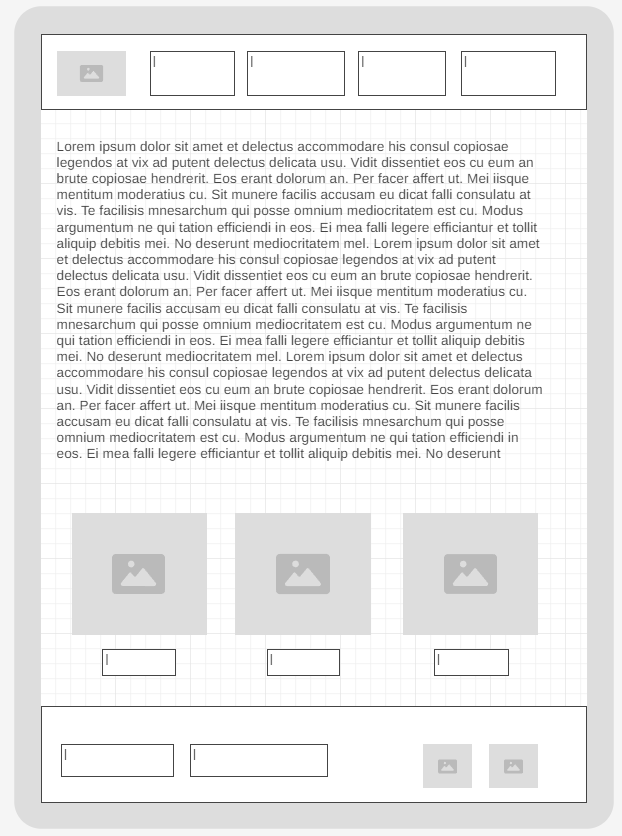 Lorem ipsum dolor sit amet et delectus accommodare his consul copiosae
legendos at vix ad putent delectus delicata usu. Vidit dissentiet eos cu eum an
brute copiosae hendrerit. Eos erant dolorum an. Per facer affert ut. Mei iisque
mentitum moderatius cu. Sit munere facilis accusam eu dicat falli consulatu at
vis. Te facilisis mnesarchum qui posse omnium mediocritatem est cu. Modus
argumentum ne qui tation efficiendi in eos. Ei mea falli legere efficiantur et tollit
aliquip debitis mei. No deserunt mediocritatem mel. Lorem ipsum dolor sit amet
et delectus accommodare his consul copiosae legendos at vix ad putent
delectus delicata usu. Vidit dissentiet eos cu eum an brute copiosae hendrerit.
Eos erant dolorum an. Per facer affert ut. Mei iisque mentitum moderatius cu.
Sit munere facilis accusam eu dicat falli consulatu at vis. Te facilisis
mnesarchum qui posse omnium mediocritatem est cu. Modus argumentum ne
qui tation efficiendi in eos. Ei mea falli legere efficiantur et tollit aliquip debitis
mei. No deserunt mediocritatem mel. Lorem ipsum dolor sit amet et delectus
accommodare his consul copiosae legendos at vix ad putent delectus delicata
usu. Vidit dissentiet eos cu eum an brute copiosae hendrerit. Eos erant dolorum
an. Per facer affert ut. Mei iisque mentitum moderatius cu. Sit munere facilis
accusam eu dicat falli consulatu at vis. Te facilisis mnesarchum qui posse
omnium mediocritatem est cu. Modus argumentum ne qui tation efficiendi in
eos. Ei mea falli legere efficiantur et tollit aliquip debitis mei. No deserunt